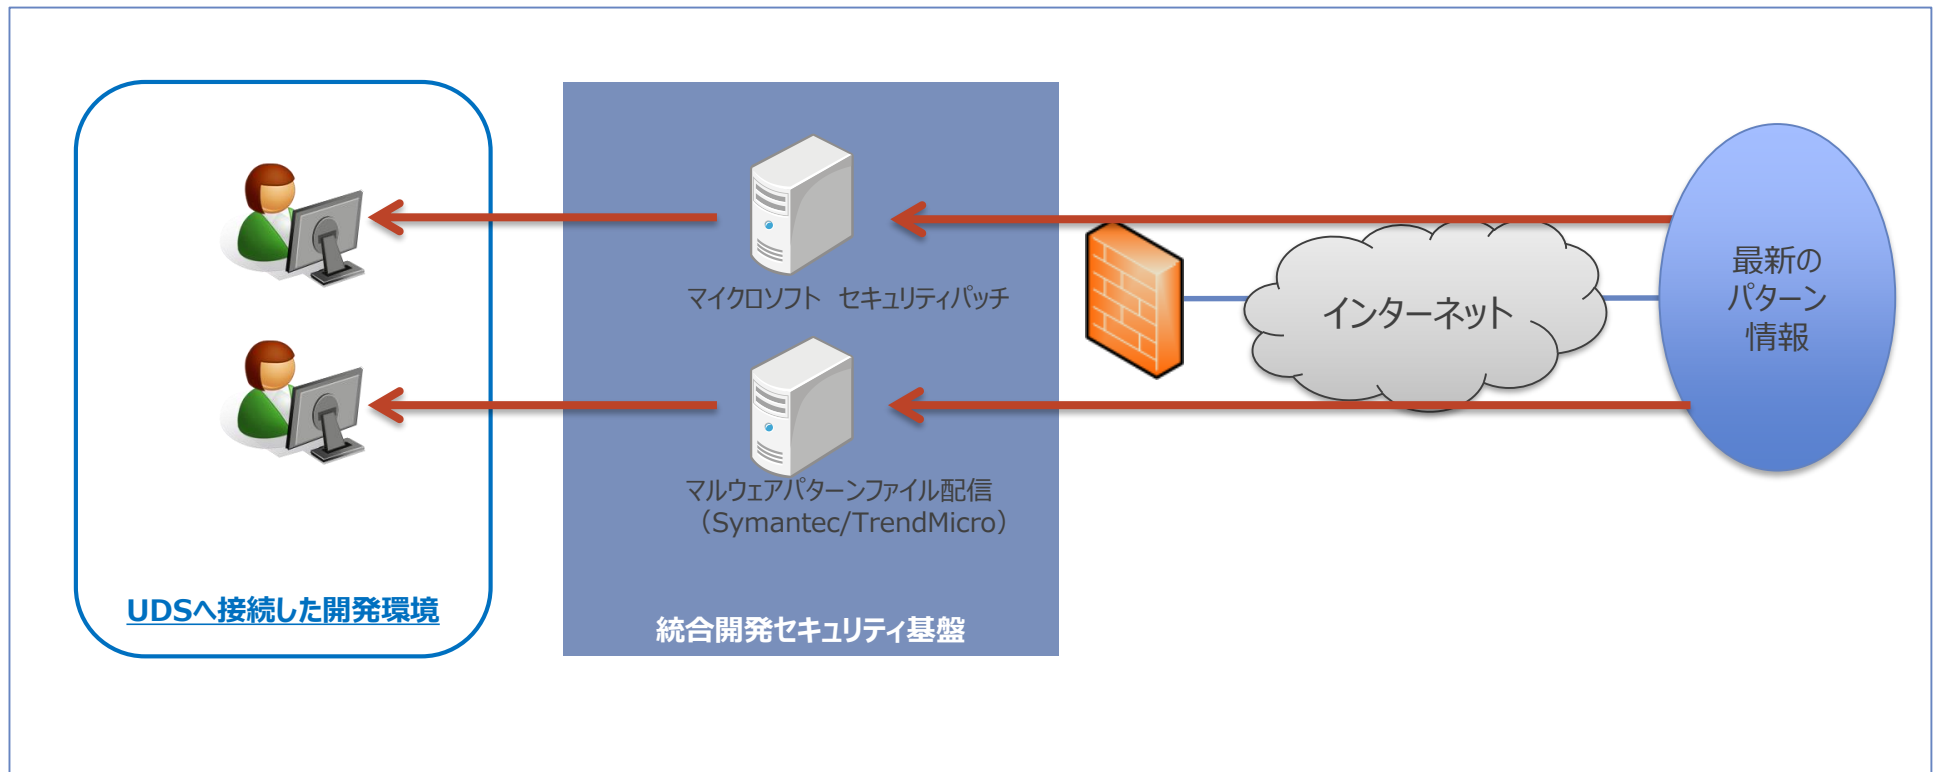 マイクロソフト　セキュリティパッチ
マルウェアパターンファイル配信
（Symantec/TrendMicro）
統合開発セキュリティ基盤
UDSへ接続した開発環境
インターネット
最新の
パターン
情報